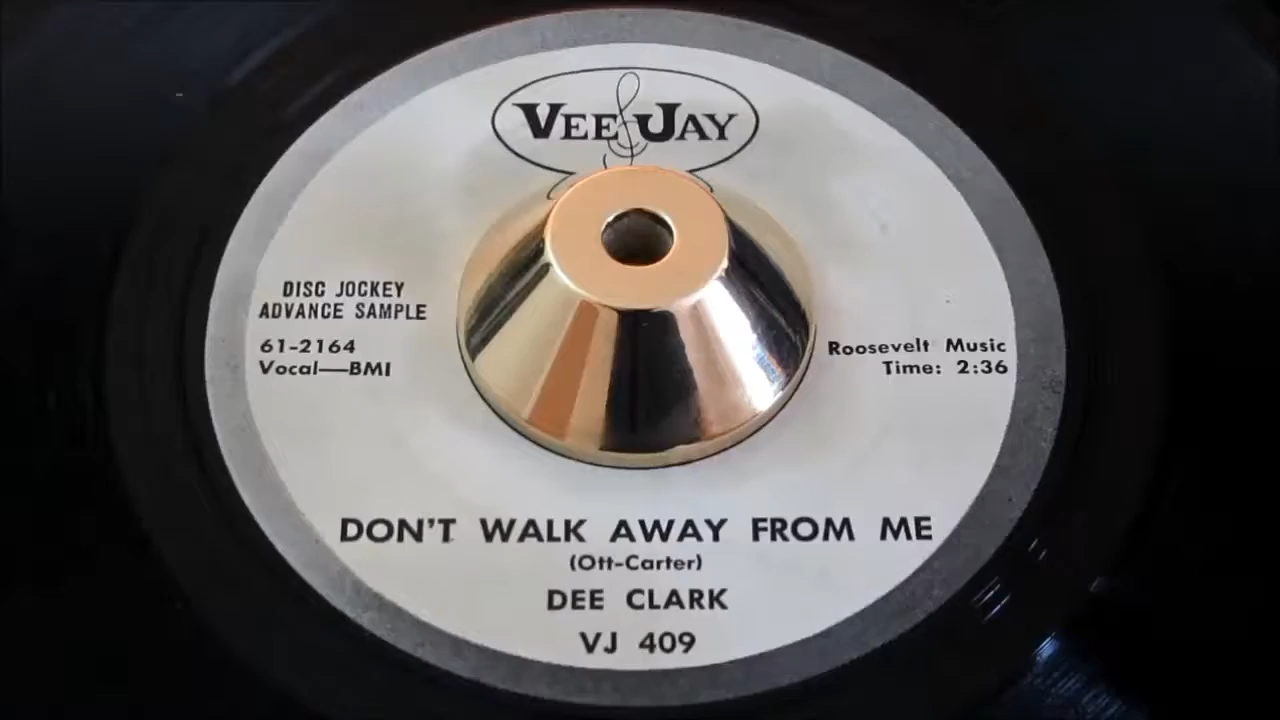 VEE JAY
DISC JOCKEY
ADVANCE SAMPLE
61-2164
Vocal—BMI
Roosevelt Music
Time: 2:36
DON'T WALK AWAY FROM ME
(Ott-Carter)
DEE CLARK
VJ 409